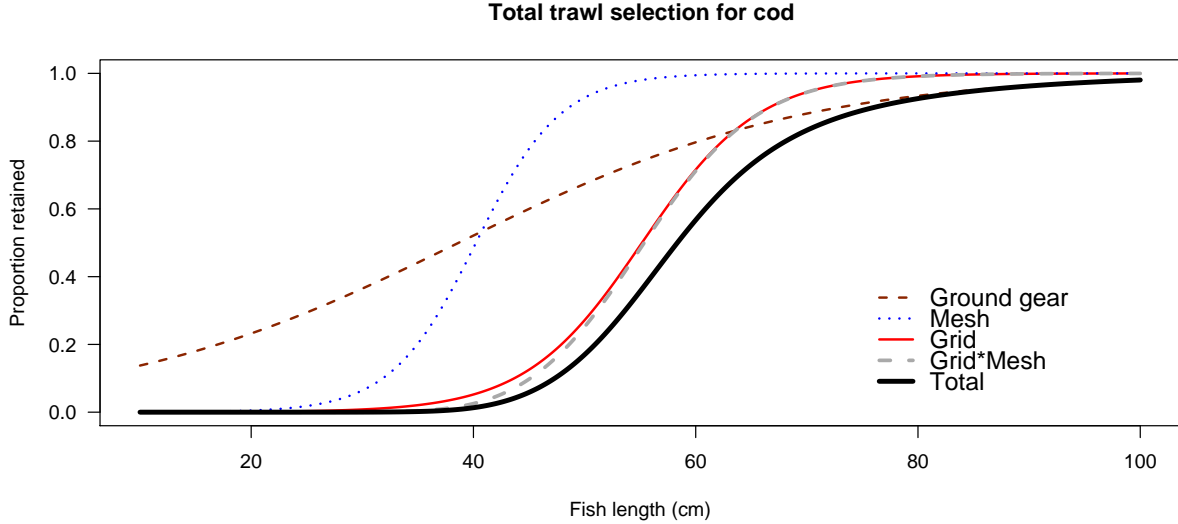 Total trawl selection for cod
Proportion retained
1.0
0.8
0.6
0.4
0.2
0.0
Ground gear
Mesh
Grid
Grid*Mesh
Total
20 40 60 80 100
Fish length (cm)